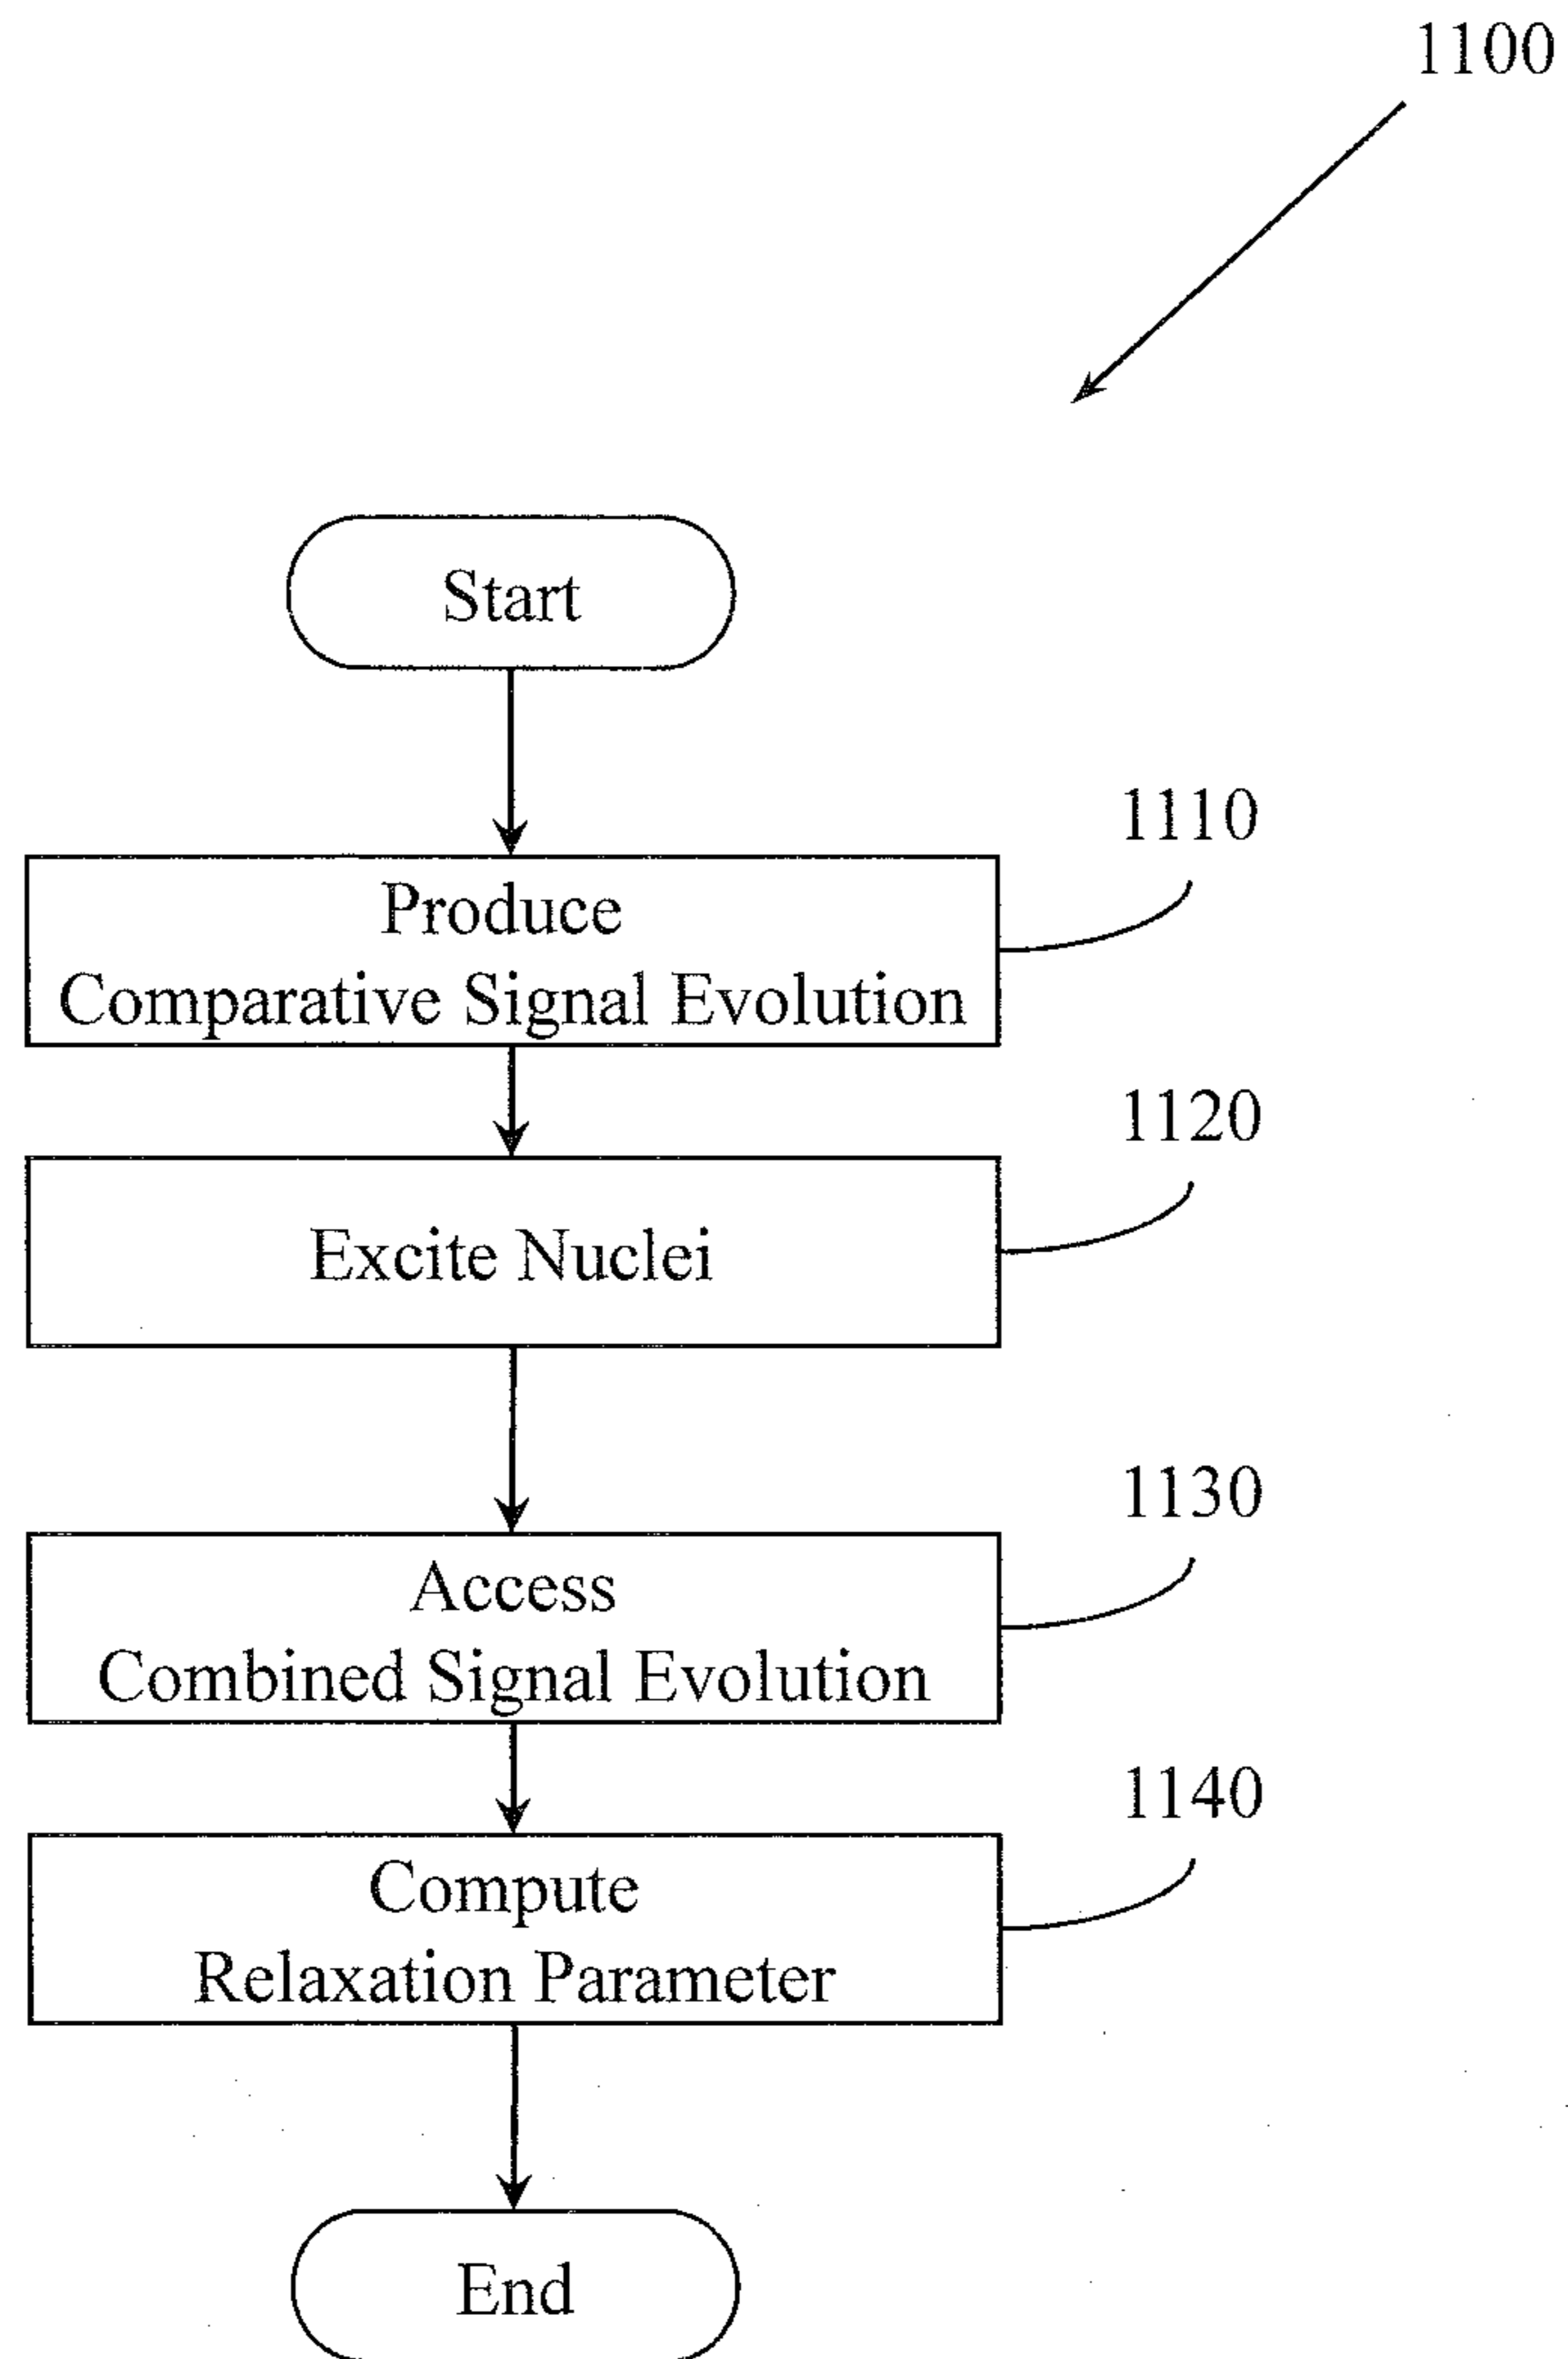 1100
Start
1110
Produce
Comparative Signal Evolution
1120
Excite Nuclei
1130
Access
Combined Signal Evolution
1140
Compute
Relaxation Parameter
End